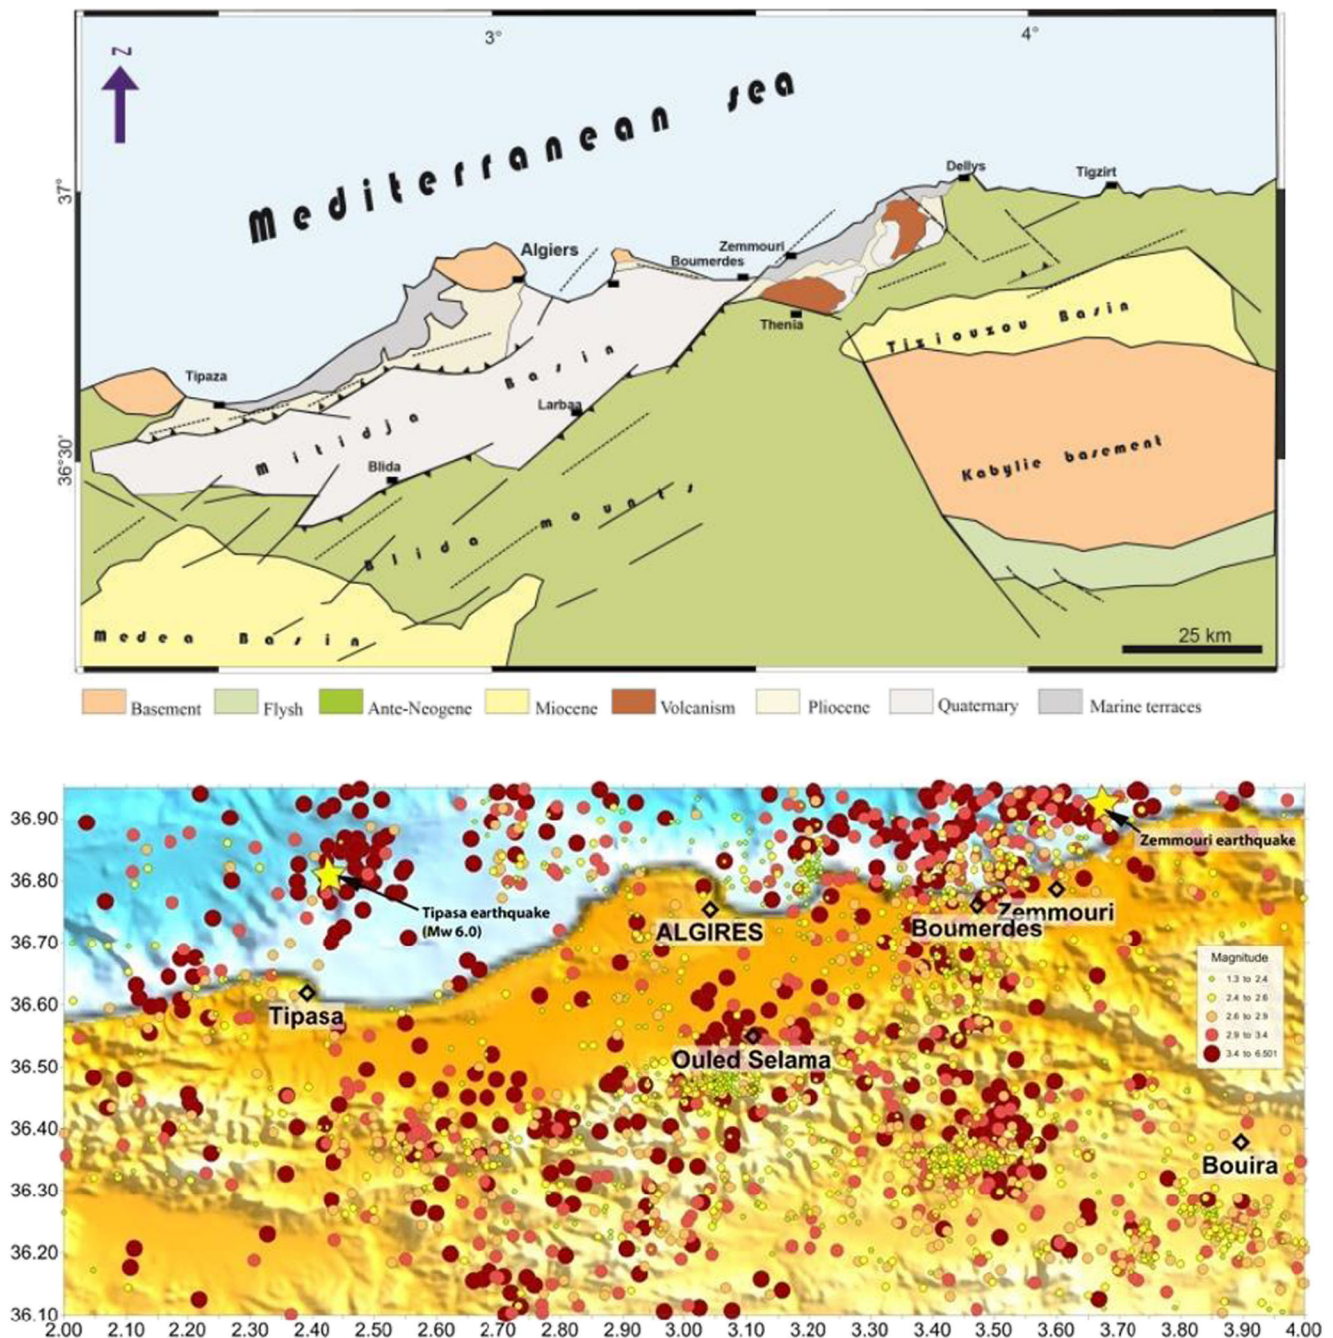 3°
4°
N
Mediterranean sea
37°
36°30'
Dellys
Tigzirt
Algiers
Zemmouri
Boumerdes
Thenia
Tiziouzou Basin
Tipaza
Mitidja Basin
Larbaa
Blida
Kabylie basement
Blida mounts
Medea Basin
25 km
Basement Flysh Ante-Neogene Miocene Volcanism Pliocene Quaternary Marine terraces
36.90
36.80
36.70
36.60
36.50
36.40
36.30
36.20
36.10
Zemmouri earthquake
Tipasa earthquake
(Mw 6.0)
ALGIRES
Zemmouri
Boumerdes
Tipasa
Ouled Selama
Bouira
Magnitude
1.3 to 2.4
2.4 to 2.6
2.6 to 2.9
2.9 to 3.4
3.4 to 6.501
2.00 2.10 2.20 2.30 2.40 2.50 2.60 2.70 2.80 2.90 3.00 3.10 3.20 3.30 3.40 3.50 3.60 3.70 3.80 3.90 4.00